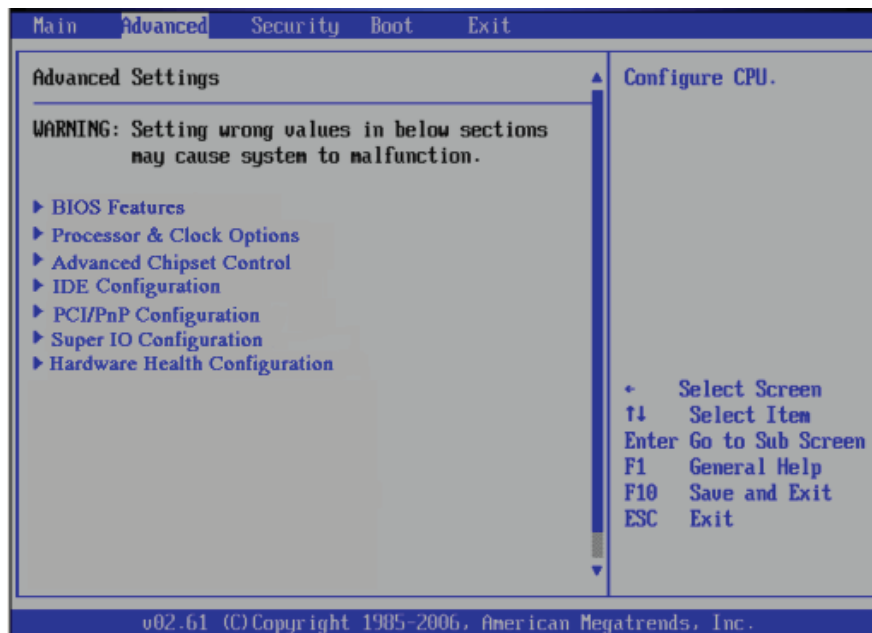 Main Advanced Security Boot Exit
Advanced Settings
WARNING: Setting wrong values in below sections
may cause system to malfunction.
BIOS Features
Processor & Clock Options
Advanced Chipset Control
IDE Configuration
PCI/PnP Configuration
Super IO Configuration
Hardware Health Configuration
Configure CPU.
← Select Screen
↑↓ Select Item
Enter Go to Sub Screen
F1 General Help
F10 Save and Exit
ESC Exit
v02.61 (C)Copyright 1985-2006, American Megatrends, Inc.